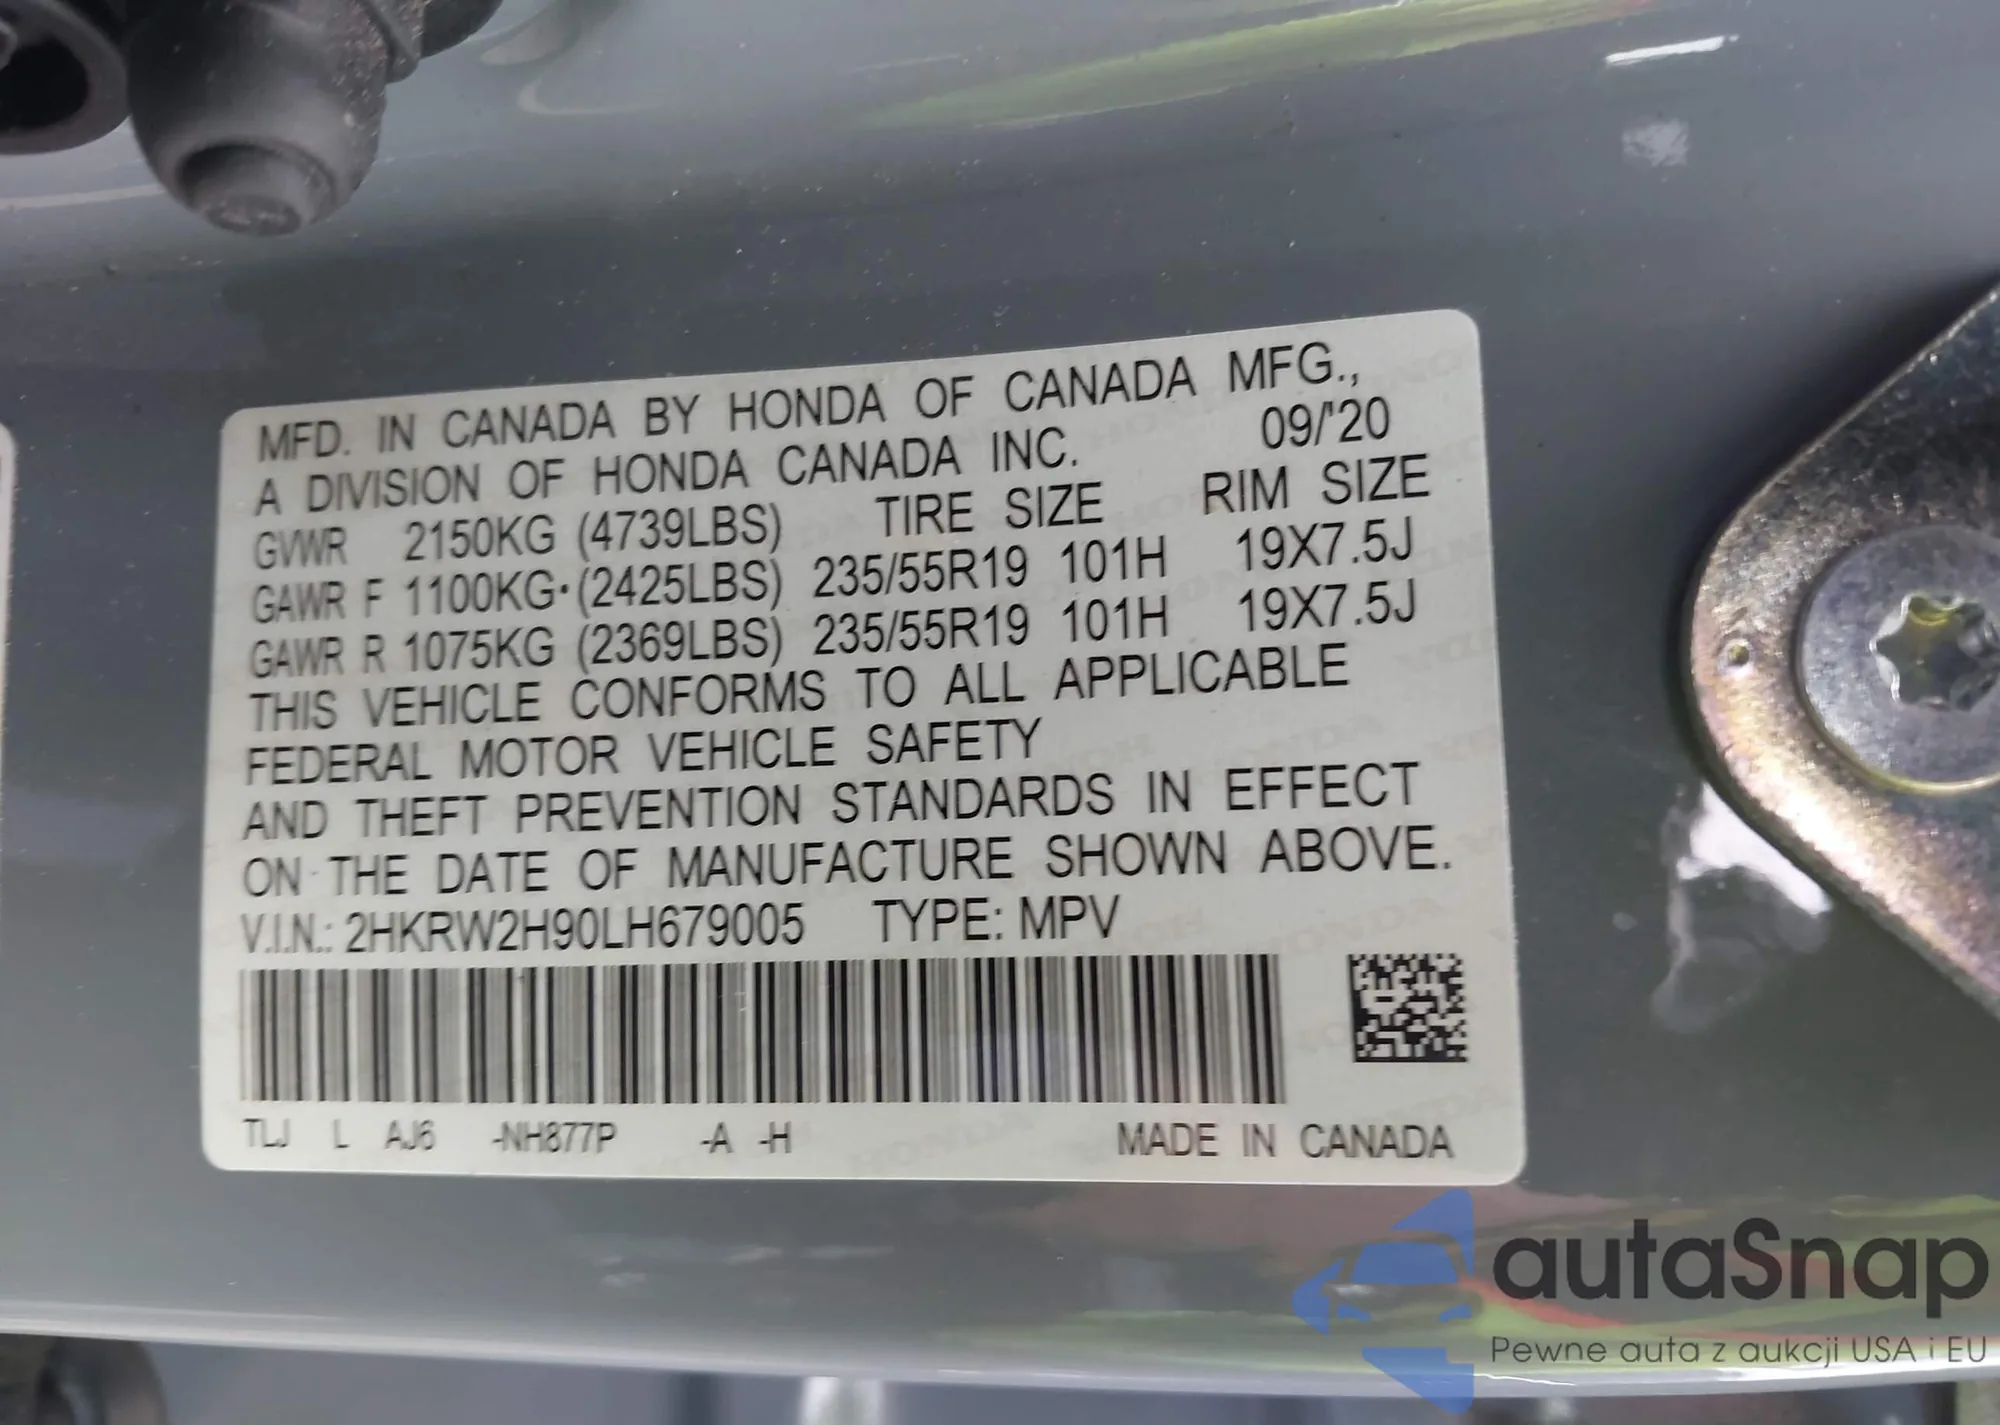 MFD. IN CANADA BY HONDA OF CANADA MFG.,
A DIVISION OF HONDA CANADA INC. 09/'20
GVWR 2150KG (4739LBS) TIRE SIZE RIM SIZE
GAWR F 1100KG (2425LBS) 235/55R19 101H 19X7.5J
GAWR R 1075KG (2369LBS) 235/55R19 101H 19X7.5J
THIS VEHICLE CONFORMS TO ALL APPLICABLE
FEDERAL MOTOR VEHICLE SAFETY
AND THEFT PREVENTION STANDARDS IN EFFECT
ON THE DATE OF MANUFACTURE SHOWN ABOVE.
V.I.N.: 2HKRW2H90LH679005 TYPE: MPV
TLJ L AJ6 -NH877P -A -H MADE IN CANADA
autaSnap
Pewne auta z aukcji USA i EU